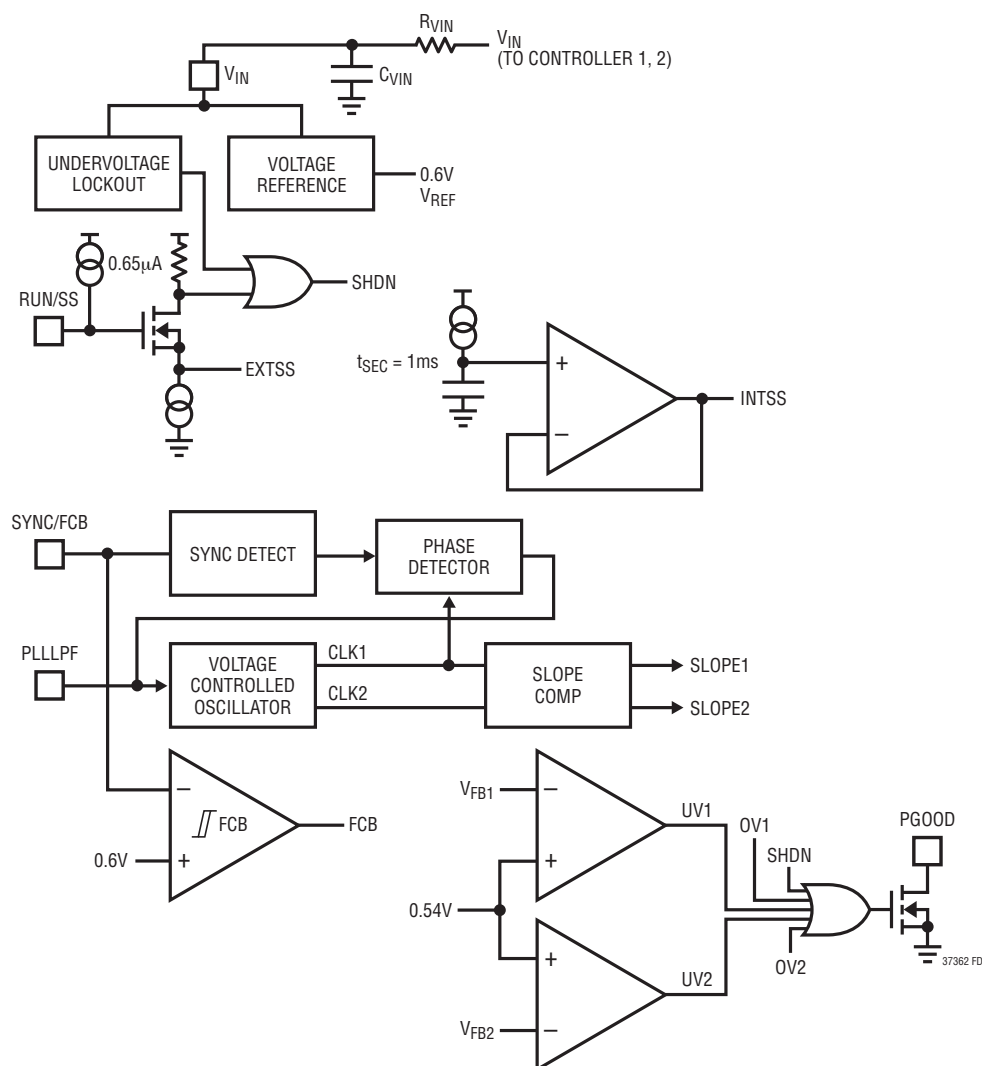 RVIN
VIN
(TO CONTROLLER 1, 2)
CVIN
VIN
UNDERVOLTAGE
LOCKOUT
VOLTAGE
REFERENCE
0.6V
VREF
0.65µA
SHDN
RUN/SS
EXTSS
tSEC = 1ms
+
–
INTSS
SYNC/FCB
SYNC DETECT
PHASE
DETECTOR
PLLLPF
VOLTAGE
CONTROLLED
OSCILLATOR
CLK1
CLK2
SLOPE
COMP
SLOPE1
SLOPE2
–
FCB
+
FCB
0.6V
VFB1
–
+
UV1
OV1
SHDN
PGOOD
0.54V
+
–
UV2
OV2
VFB2
37362 FD